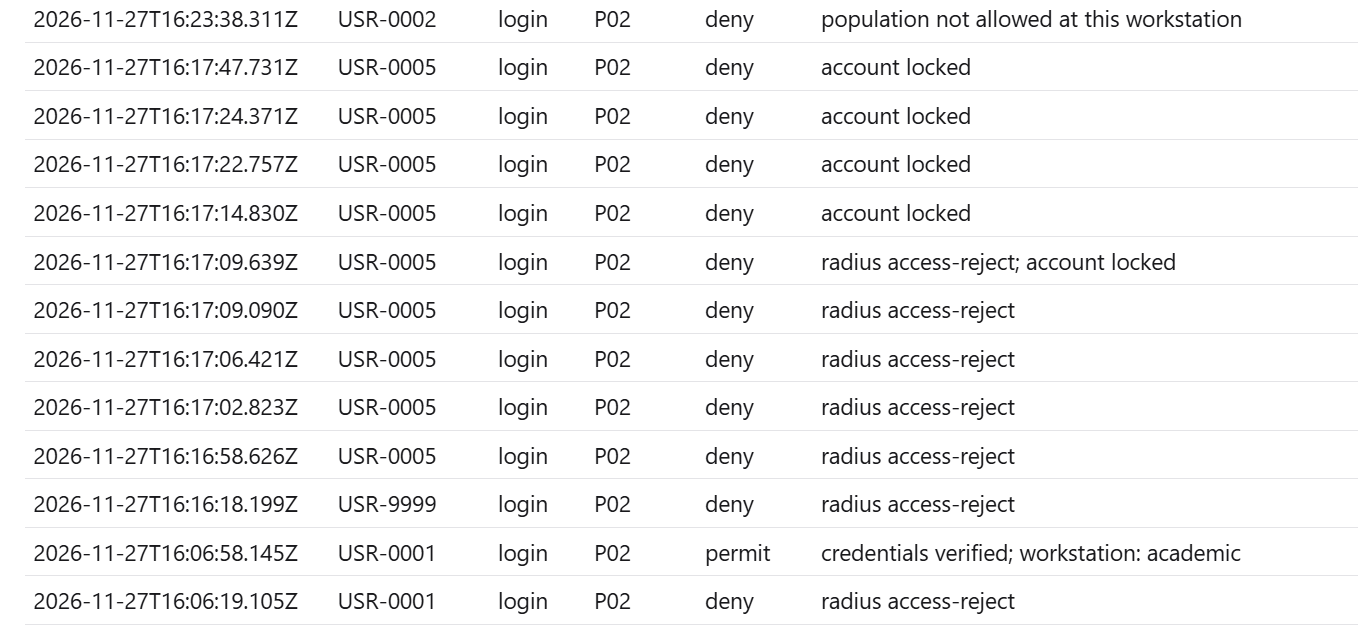 2026-11-27T16:23:38.311Z USR-0002 login P02 deny population not allowed at this workstation
2026-11-27T16:17:47.731Z USR-0005 login P02 deny account locked
2026-11-27T16:17:24.371Z USR-0005 login P02 deny account locked
2026-11-27T16:17:22.757Z USR-0005 login P02 deny account locked
2026-11-27T16:17:14.830Z USR-0005 login P02 deny account locked
2026-11-27T16:17:09.639Z USR-0005 login P02 deny radius access-reject; account locked
2026-11-27T16:17:09.090Z USR-0005 login P02 deny radius access-reject
2026-11-27T16:17:06.421Z USR-0005 login P02 deny radius access-reject
2026-11-27T16:17:02.823Z USR-0005 login P02 deny radius access-reject
2026-11-27T16:16:58.626Z USR-0005 login P02 deny radius access-reject
2026-11-27T16:16:18.199Z USR-9999 login P02 deny radius access-reject
2026-11-27T16:06:58.145Z USR-0001 login P02 permit credentials verified; workstation: academic
2026-11-27T16:06:19.105Z USR-0001 login P02 deny radius access-reject